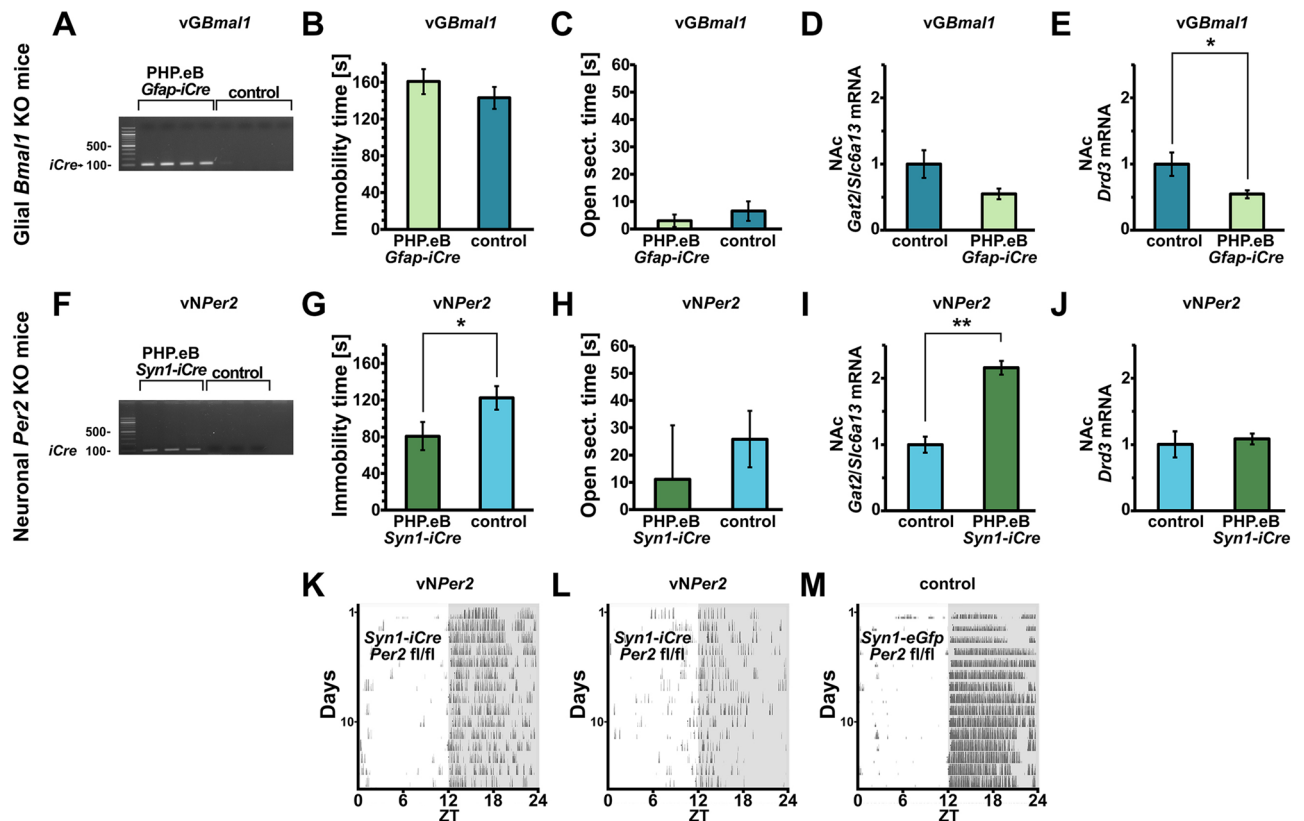 Glial Bmal1 KO mice
A
vGBmal1
PHP.eB
Gfap-iCre
control
500-
iCre→ 100-
B
vGBmal1
Immobility time [s]
160
120
80
40
0
PHP.eB
Gfap-iCre
control
C
vGBmal1
Open sect. time [s]
60
50
40
30
20
10
0
PHP.eB
Gfap-iCre
control
D
vGBmal1
NAc
Gat2/Slc6a13 mRNA
2
1
0
control
PHP.eB
Gfap-iCre
E
vGBmal1
*
NAc
Drd3 mRNA
2
1
0
control
PHP.eB
Gfap-iCre
Neuronal Per2 KO mice
F
vNPer2
PHP.eB
Syn1-iCre
control
500-
iCre 100-
G
vNPer2
*
Immobility time [s]
160
120
80
40
0
PHP.eB
Syn1-iCre
control
H
vNPer2
Open sect. time [s]
60
50
40
30
20
10
0
PHP.eB
Syn1-iCre
control
I
vNPer2
**
NAc
Gat2/Slc6a13 mRNA
2
1
0
control
PHP.eB
Syn1-iCre
J
vNPer2
NAc
Drd3 mRNA
2
1
0
control
PHP.eB
Syn1-iCre
K
vNPer2
Syn1-iCre
Per2 fl/fl
Days
1
10
0 6 12 18 24
ZT
L
vNPer2
Syn1-iCre
Per2 fl/fl
Days
1
10
0 6 12 18 24
ZT
M
control
Syn1-eGfp
Per2 fl/fl
Days
1
10
0 6 12 18 24
ZT